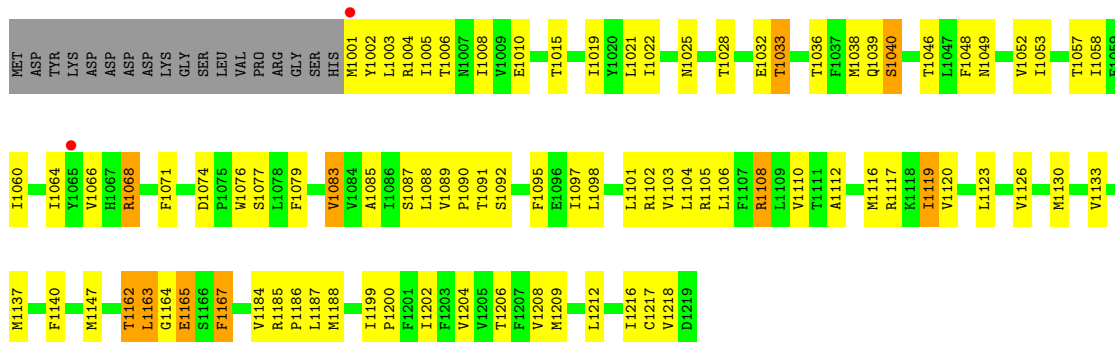 MET ASP TYR LYS ASP ASP ASP ASP LYS GLY SER LEU VAL PRO ARG GLY SER HIS M1001 Y1002 L1003 R1004 I1005 T1006 N1007 I1008 V1009 E1010 T1015 I1019 Y1020 L1021 I1022 N1025 T1028 E1032 T1033 T1036 F1037 M1038 Q1039 S1040 T1046 L1047 F1048 N1049 V1052 I1053 T1057 I1058 E1059
I1060 I1064 Y1065 V1066 H1067 R1068 F1071 D1074 P1075 W1076 S1077 L1078 F1079 V1083 V1084 A1085 I1086 S1087 L1088 V1089 P1090 T1091 S1092 F1095 E1096 I1097 L1098 L1101 R1102 V1103 L1104 R1105 L1106 F1107 R1108 L1109 V1110 T1111 A1112 M1116 R1117 K1118 I1119 V1120 L1123 V1126 M1130 V1133
M1137 F1140 M1147 T1162 L1163 G1164 E1165 S1166 F1167 V1184 R1185 P1186 L1187 M1188 I1199 P1200 F1201 I1202 F1203 V1204 V1205 T1206 F1207 V1208 M1209 L1212 I1216 C1217 V1218 D1219